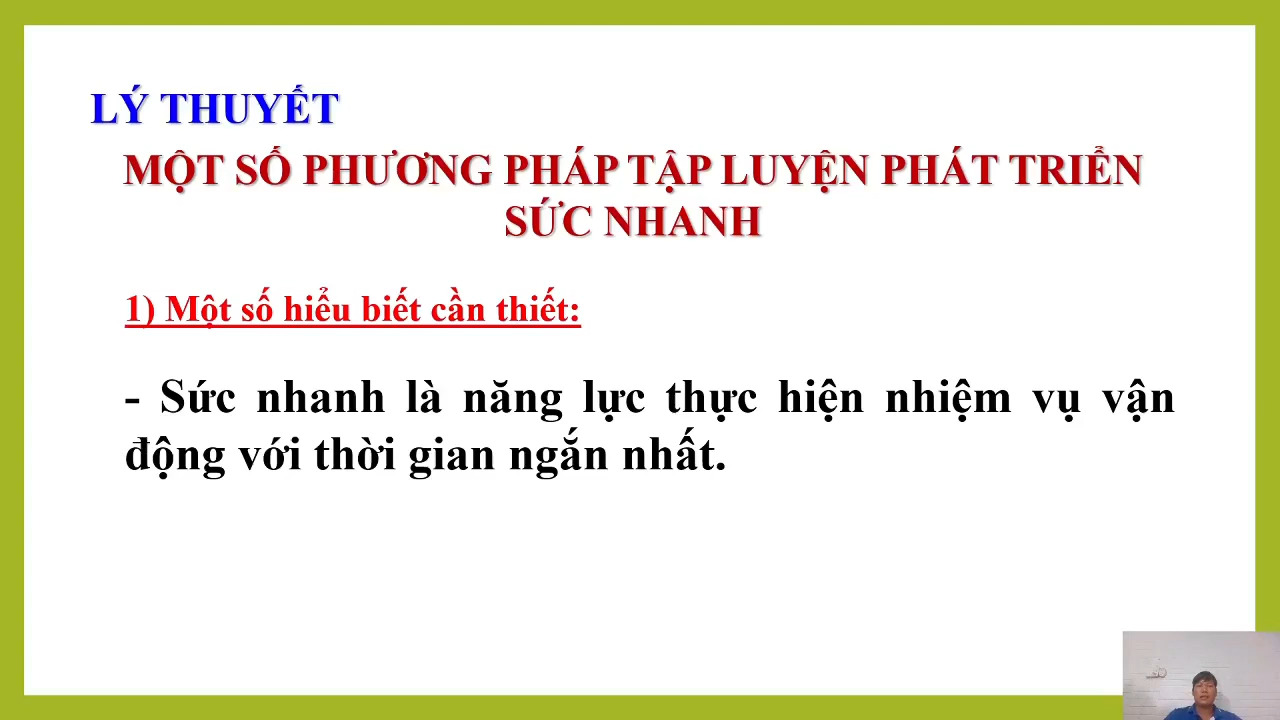 LÝ THUYẾT
MỘT SỐ PHƯƠNG PHÁP TẬP LUYỆN PHÁT TRIỂN
SỨC NHANH
1) Một số hiểu biết cần thiết:
- Sức nhanh là năng lực thực hiện nhiệm vụ vận
động với thời gian ngắn nhất.